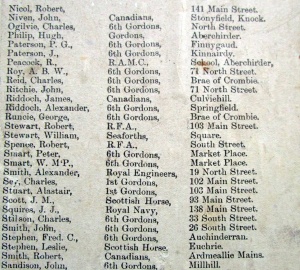 Nicol, Robert, 141 Main Street.
Niven, John, Canadians, Stonyfield, Knock.
Ogilvie, Charles, 6th Gordons, North Street.
Philip, Hugh, Gordons, Aberchirder.
Paterson, P. G., 6th Gordons, Finnygaud.
Paterson, J., 6th Gordons, Kinnairdy.
Peacock, R., R.A.M.C., School, Aberchirder,
Roy, A. B. W., 6th Gordons, 71 North Street.
Reid, Charles, 6th Gordons, Brae of Crombie.
Ritchie, John, 6th Gordons, 71 North Street.
Riddoch, James, Canadians, Culviehill.
Riddoch, Alexander, Gordons, Springfield.
Runcie, George, 6th Gordons, Brae of Crombie.
Stewart, Robert, R.F.A., 103 Main Street.
Stewart, William, Seaforths, Square.
Spence, Robert, R.F.A., South Street.
Stuart, Peter, 6th Gordons, Market Place.
Stuart, W. M'P., 6th Gordons, Market Place.
Smith, Alexander, Royal Engineers, 19 North Street.
Charles, 1st Gordons, 102 Main Street.
Stuart, Alastair, 1st Gordons, 103 Main Street.
Scott, J. M., Scottish Horse, 93 Main Street.
Squires, J. J., Royal Navy, 138 Main Street.
Stilson, Charles, 6th Gordons, 33 South Street.
Smith, John, 6th Gordons, 26 South Street.
Stephen, Fred. C., 6th Gordons, Auchinderran.
Stephen, Leslie, Scottish Horse. Euchrie.
Smith, Robert, Canadians, Ardmeallie Mains.
Sandison, John, 6th Gordons, Millhill.